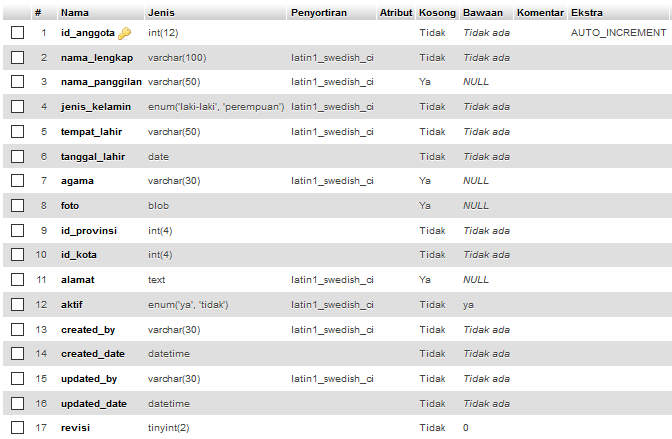 # Nama Jenis Penyortiran Atribut Kosong Bawaan Komentar Ekstra
1 id_anggota int(12) Tidak Tidak ada AUTO_INCREMENT
2 nama_lengkap varchar(100) latin1_swedish_ci Tidak Tidak ada
3 nama_panggilan varchar(50) latin1_swedish_ci Ya NULL
4 jenis_kelamin enum('laki-laki', 'perempuan') latin1_swedish_ci Tidak Tidak ada
5 tempat_lahir varchar(50) latin1_swedish_ci Tidak Tidak ada
6 tanggal_lahir date Tidak Tidak ada
7 agama varchar(30) latin1_swedish_ci Ya NULL
8 foto blob Ya NULL
9 id_provinsi int(4) Tidak Tidak ada
10 id_kota int(4) Tidak Tidak ada
11 alamat text latin1_swedish_ci Ya NULL
12 aktif enum('ya', 'tidak') latin1_swedish_ci Tidak ya
13 created_by varchar(30) latin1_swedish_ci Tidak Tidak ada
14 created_date datetime Tidak Tidak ada
15 updated_by varchar(30) latin1_swedish_ci Tidak Tidak ada
16 updated_date datetime Tidak Tidak ada
17 revisi tinyint(2) Tidak 0